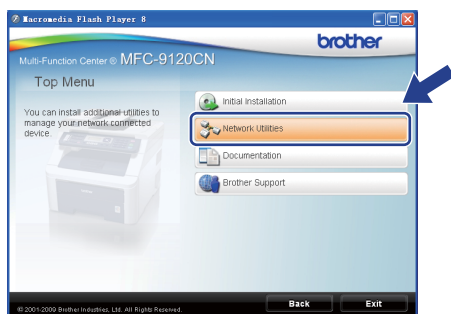 Macromedia Flash Player 8
brother
Multi-Function Center ® MFC-9120CN
Top Menu
You can install additional utilities to
manage your network connected
device.
Initial Installation
Network Utilities
Documentation
Brother Support
© 2001-2009 Brother Industries, Ltd. All Rights Reserved.
Back
Exit